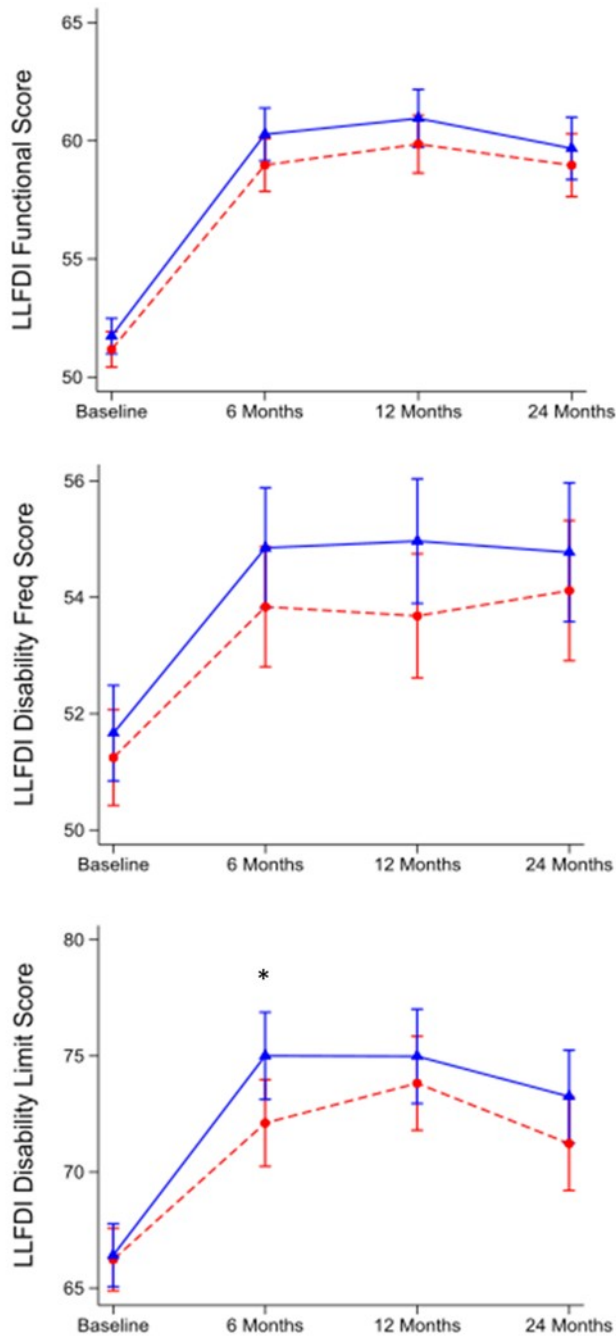 LLFDI Functional Score
65
60
55
50
Baseline 6 Months 12 Months 24 Months
LLFDI Disability Freq Score
56
54
52
50
Baseline 6 Months 12 Months 24 Months
LLFDI Disability Limit Score
80
*
75
70
65
Baseline 6 Months 12 Months 24 Months